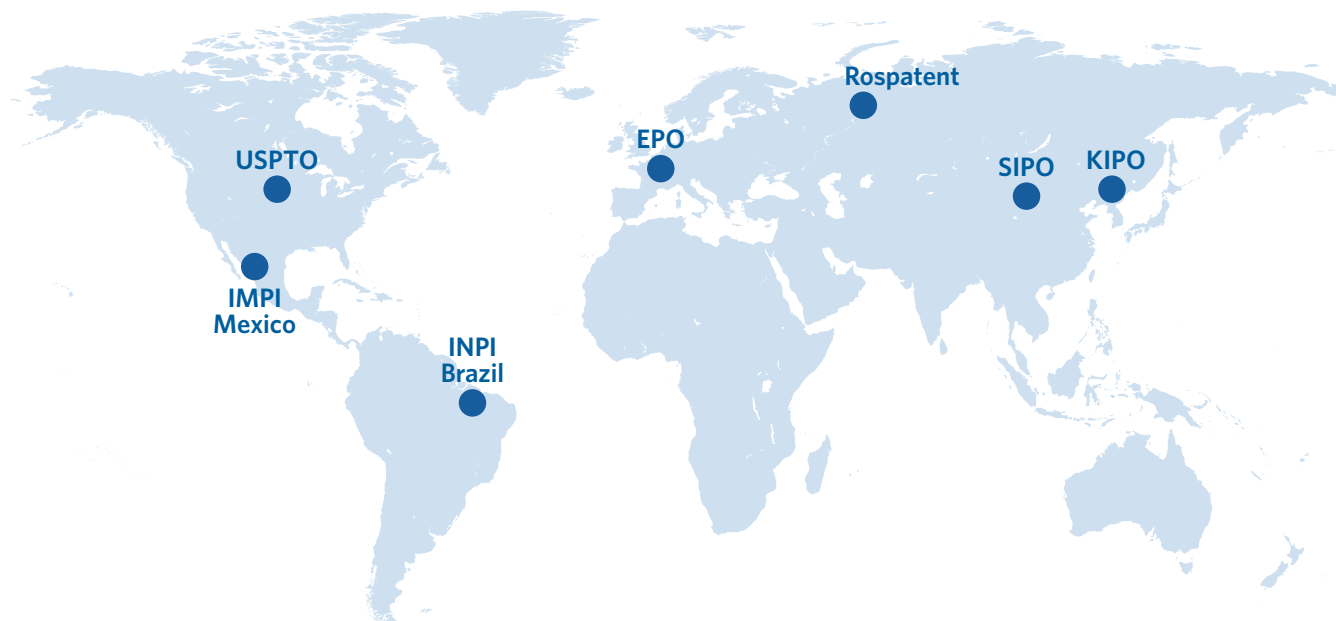 Rospatent
EPO
USPTO
SIPO
KIPO
IMPI
Mexico
INPI
Brazil